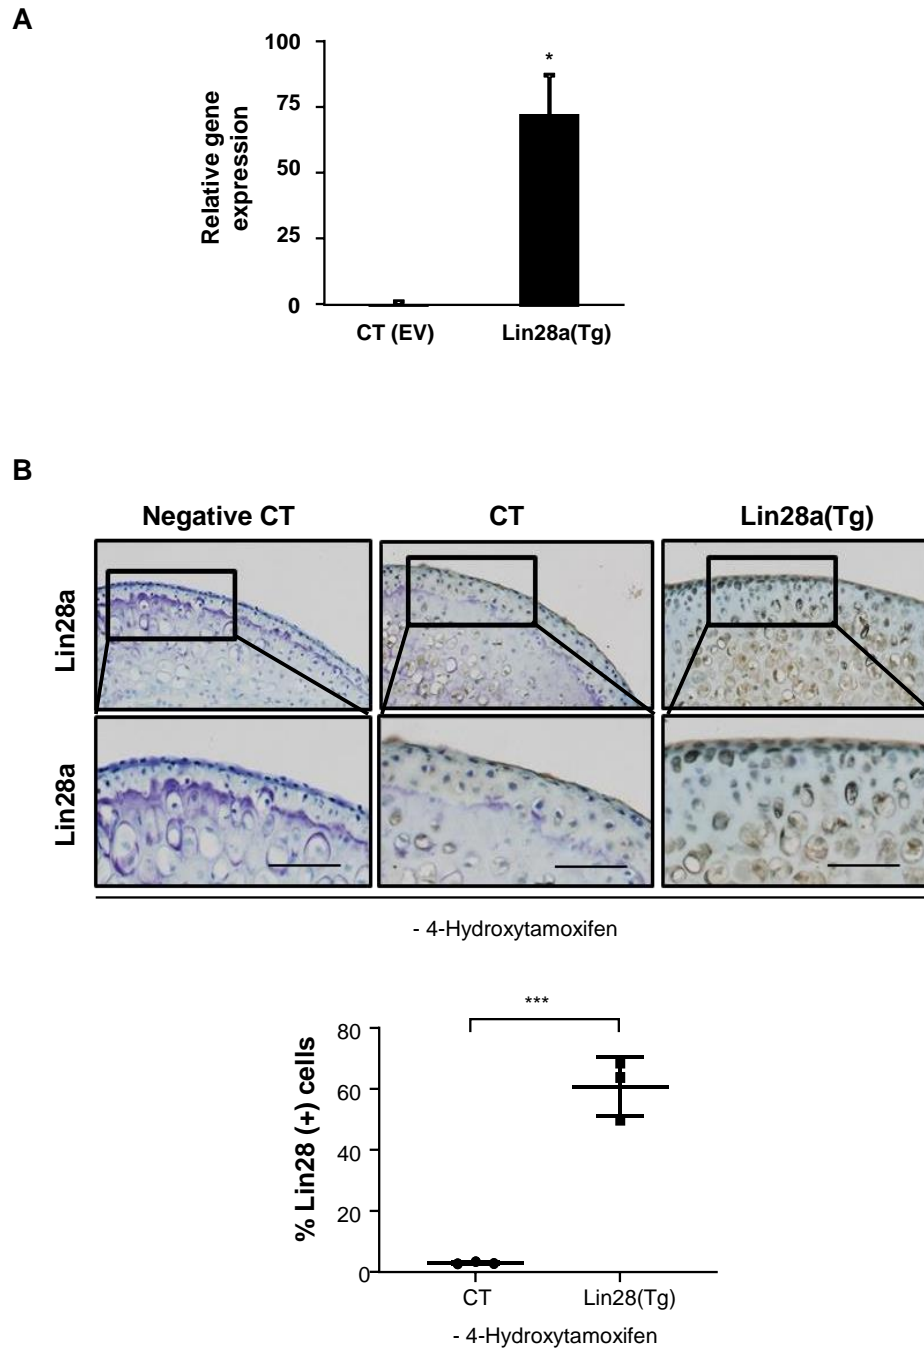 A
100
*
75
50
25
0
Relative gene
expression
CT (EV) Lin28a(Tg)
B
Negative CT CT Lin28a(Tg)
Lin28a
Lin28a
- 4-Hydroxytamoxifen
***
80
60
40
20
0
% Lin28 (+) cells
CT Lin28(Tg)
- 4-Hydroxytamoxifen